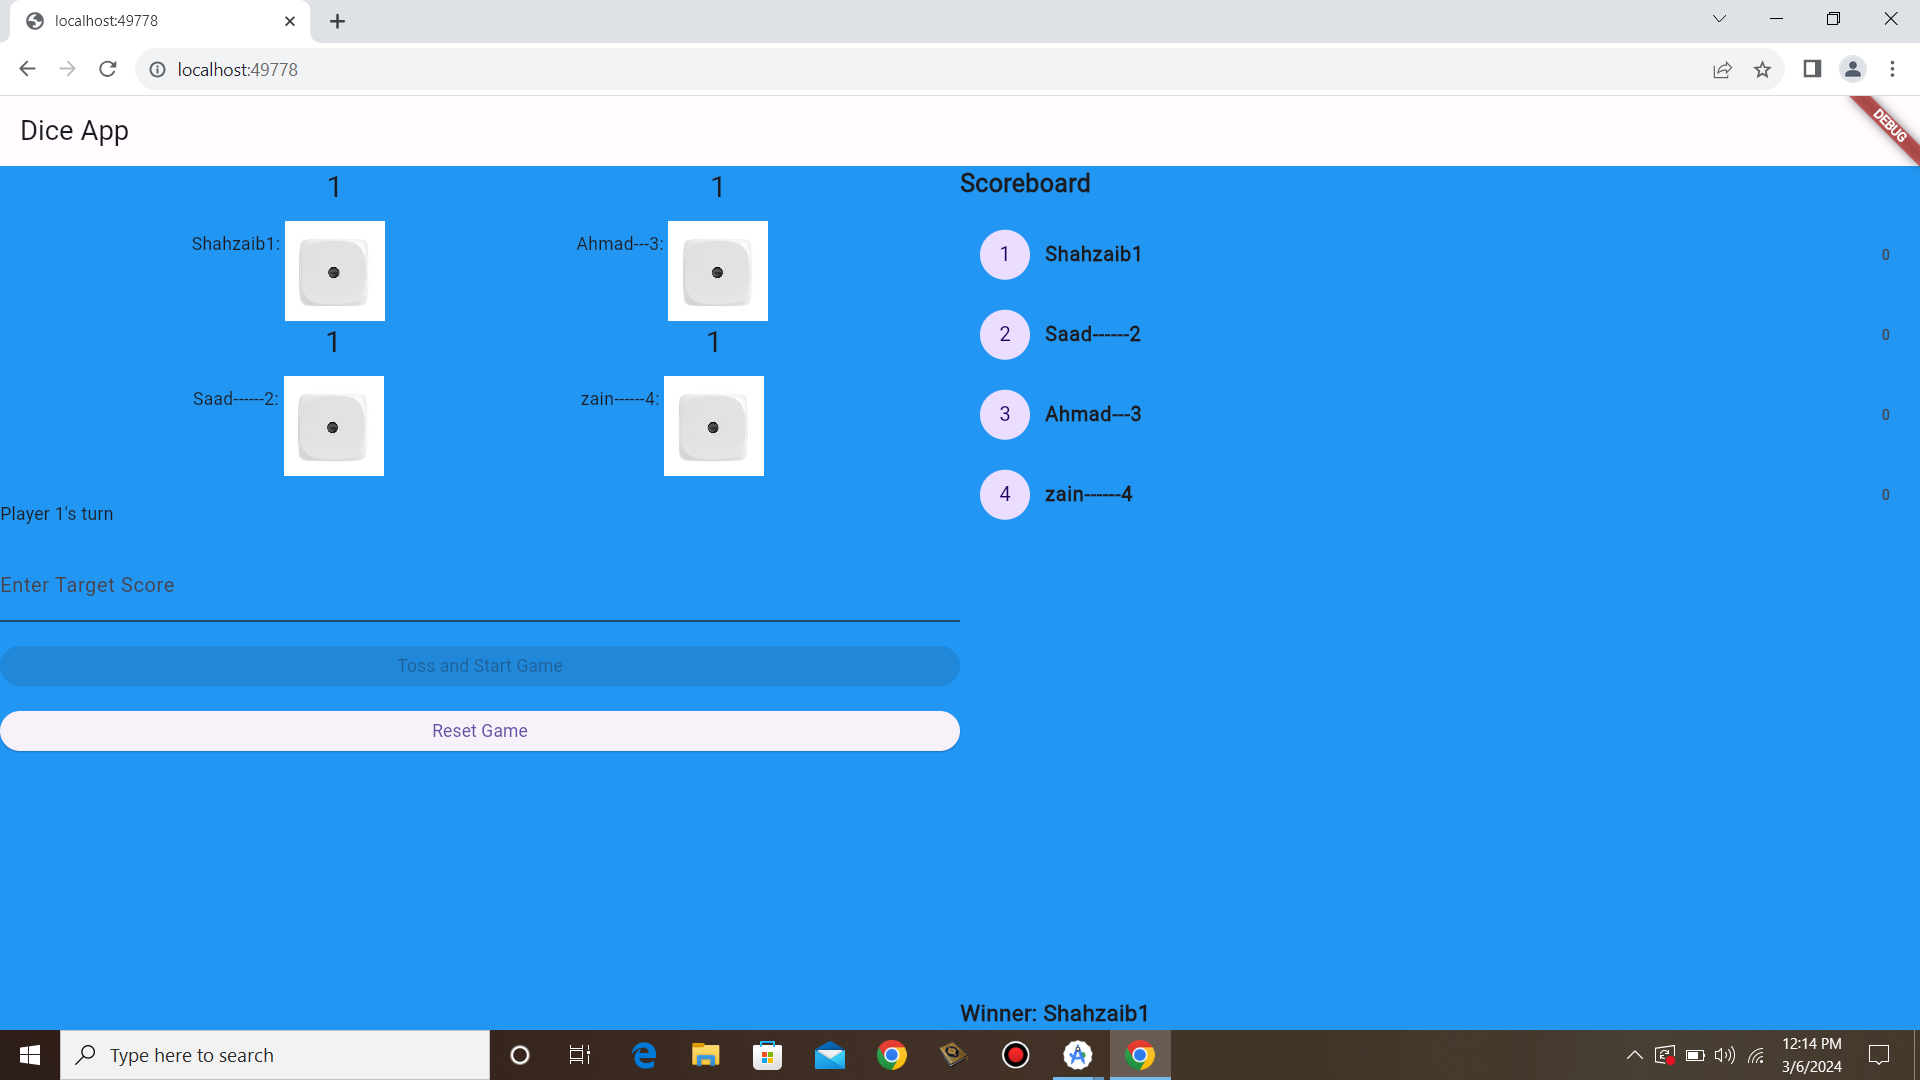 localhost:49778
localhost:49778
Dice App
DEBUG
1
1
Shahzaib1:
Ahmad---3:
1
1
Saad------2:
zain------4:
Player 1's turn
Enter Target Score
Toss and Start Game
Reset Game
Scoreboard
1 Shahzaib1 0
2 Saad------2 0
3 Ahmad---3 0
4 zain------4 0
Winner: Shahzaib1
Type here to search
12:14 PM
3/6/2024